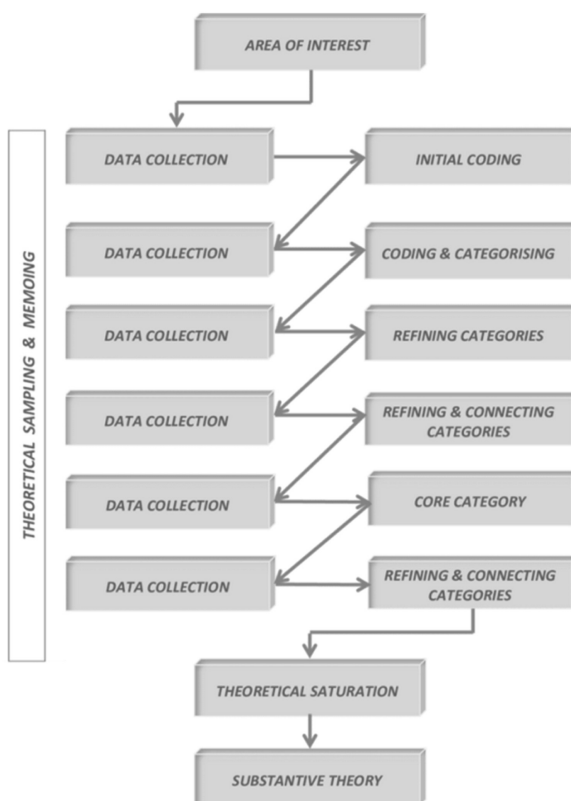 AREA OF INTEREST
THEORETICAL SAMPLING & MEMOING
DATA COLLECTION
INITIAL CODING
DATA COLLECTION
CODING & CATEGORISING
DATA COLLECTION
REFINING CATEGORIES
DATA COLLECTION
REFINING & CONNECTING
CATEGORIES
DATA COLLECTION
CORE CATEGORY
DATA COLLECTION
REFINING & CONNECTING
CATEGORIES
THEORETICAL SATURATION
SUBSTANTIVE THEORY